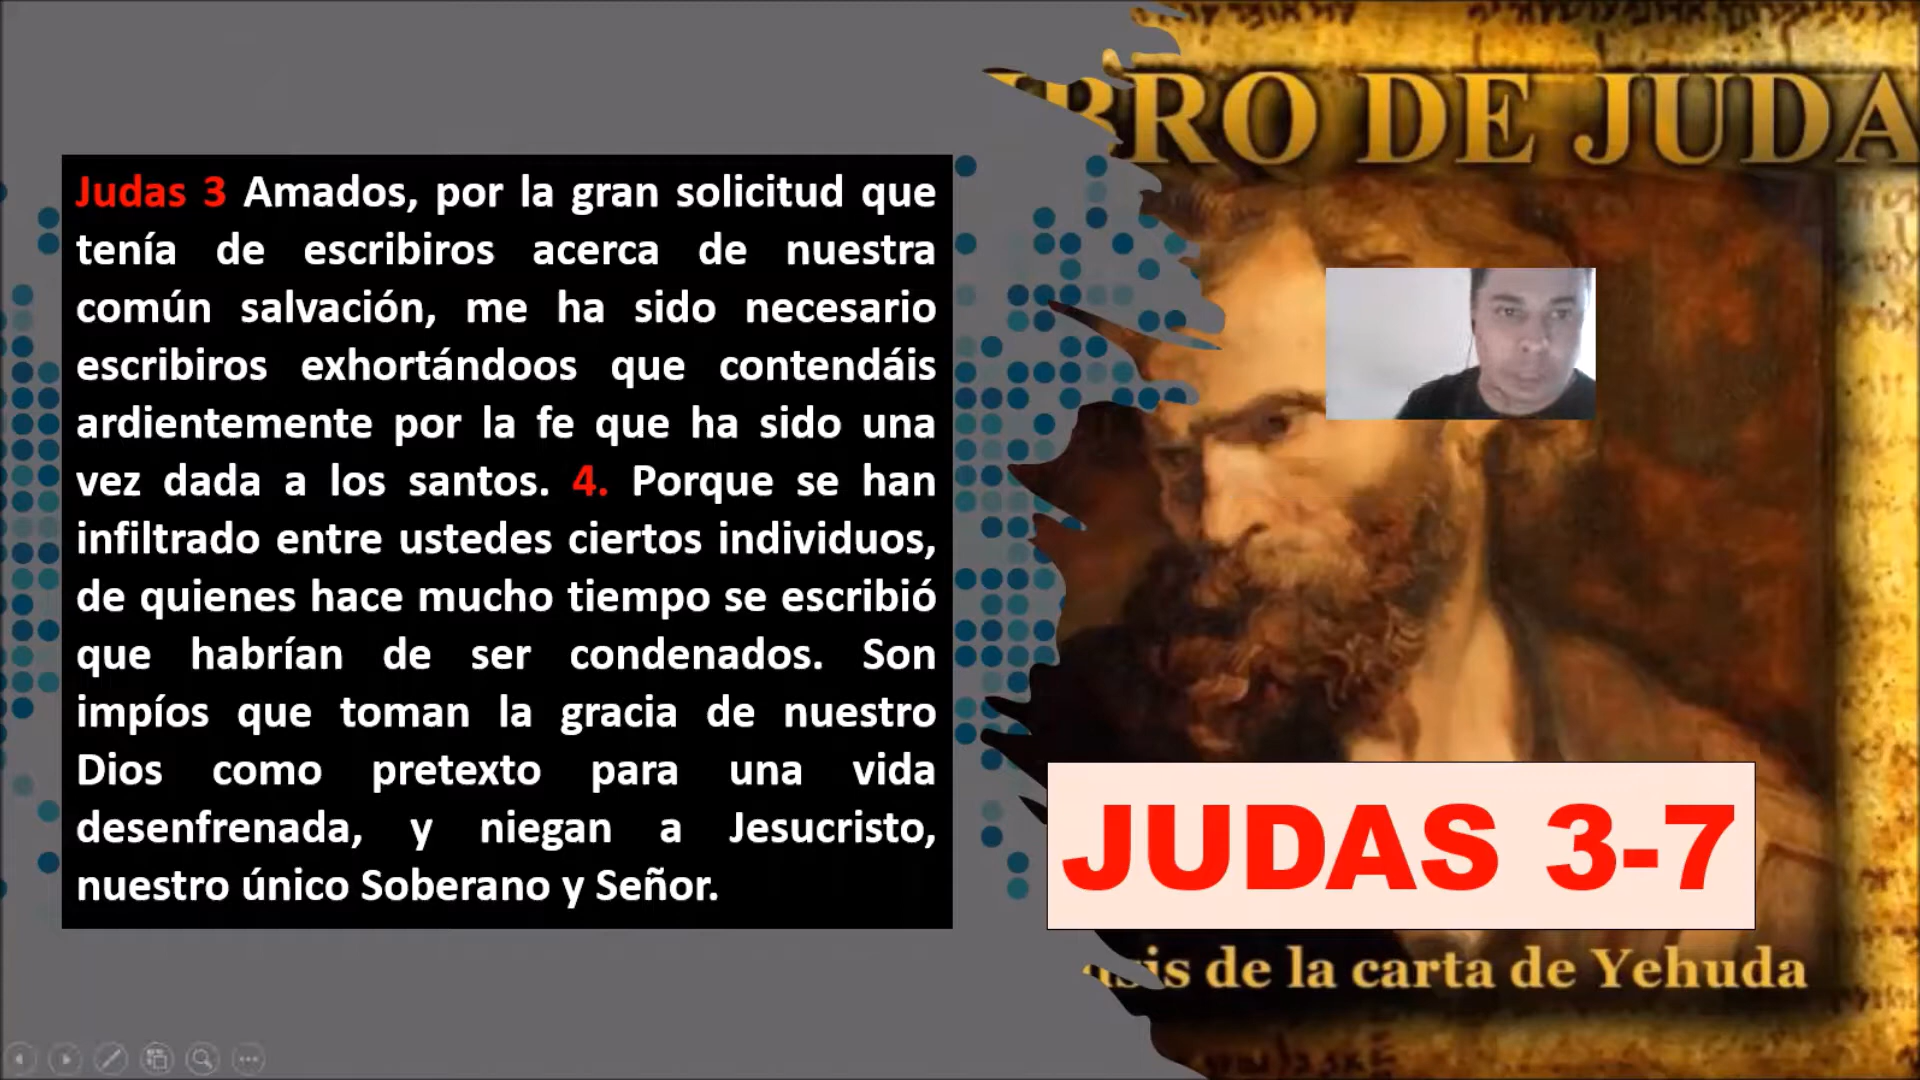 BRO DE JUDA
Judas 3 Amados, por la gran solicitud que
tenía de escribiros acerca de nuestra
común salvación, me ha sido necesario
escribiros exhortándoos que contendáis
ardientemente por la fe que ha sido una
vez dada a los santos. 4. Porque se han
infiltrado entre ustedes ciertos individuos,
de quienes hace mucho tiempo se escribió
que habrían de ser condenados. Son
impíos que toman la gracia de nuestro
Dios como pretexto para una vida
desenfrenada, y niegan a Jesucristo,
nuestro único Soberano y Señor.
JUDAS 3-7
sis de la carta de Yehuda